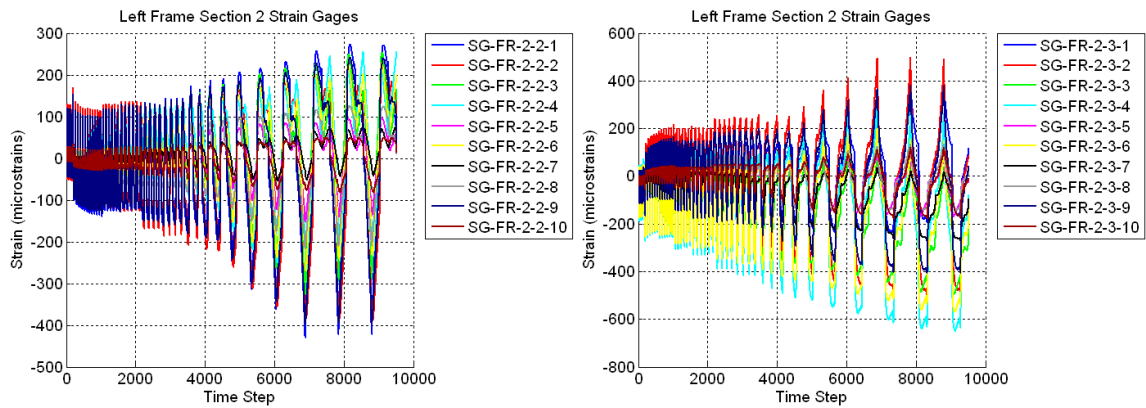 Left Frame Section 2 Strain Gages
300
200
100
0
-100
-200
-300
-400
-500
Strain (microstrains)
0
2000
4000
6000
8000
10000
Time Step
SG-FR-2-2-1
SG-FR-2-2-2
SG-FR-2-2-3
SG-FR-2-2-4
SG-FR-2-2-5
SG-FR-2-2-6
SG-FR-2-2-7
SG-FR-2-2-8
SG-FR-2-2-9
SG-FR-2-2-10
Left Frame Section 2 Strain Gages
600
400
200
0
-200
-400
-600
-800
Strain (microstrains)
0
2000
4000
6000
8000
10000
Time Step
SG-FR-2-3-1
SG-FR-2-3-2
SG-FR-2-3-3
SG-FR-2-3-4
SG-FR-2-3-5
SG-FR-2-3-6
SG-FR-2-3-7
SG-FR-2-3-8
SG-FR-2-3-9
SG-FR-2-3-10